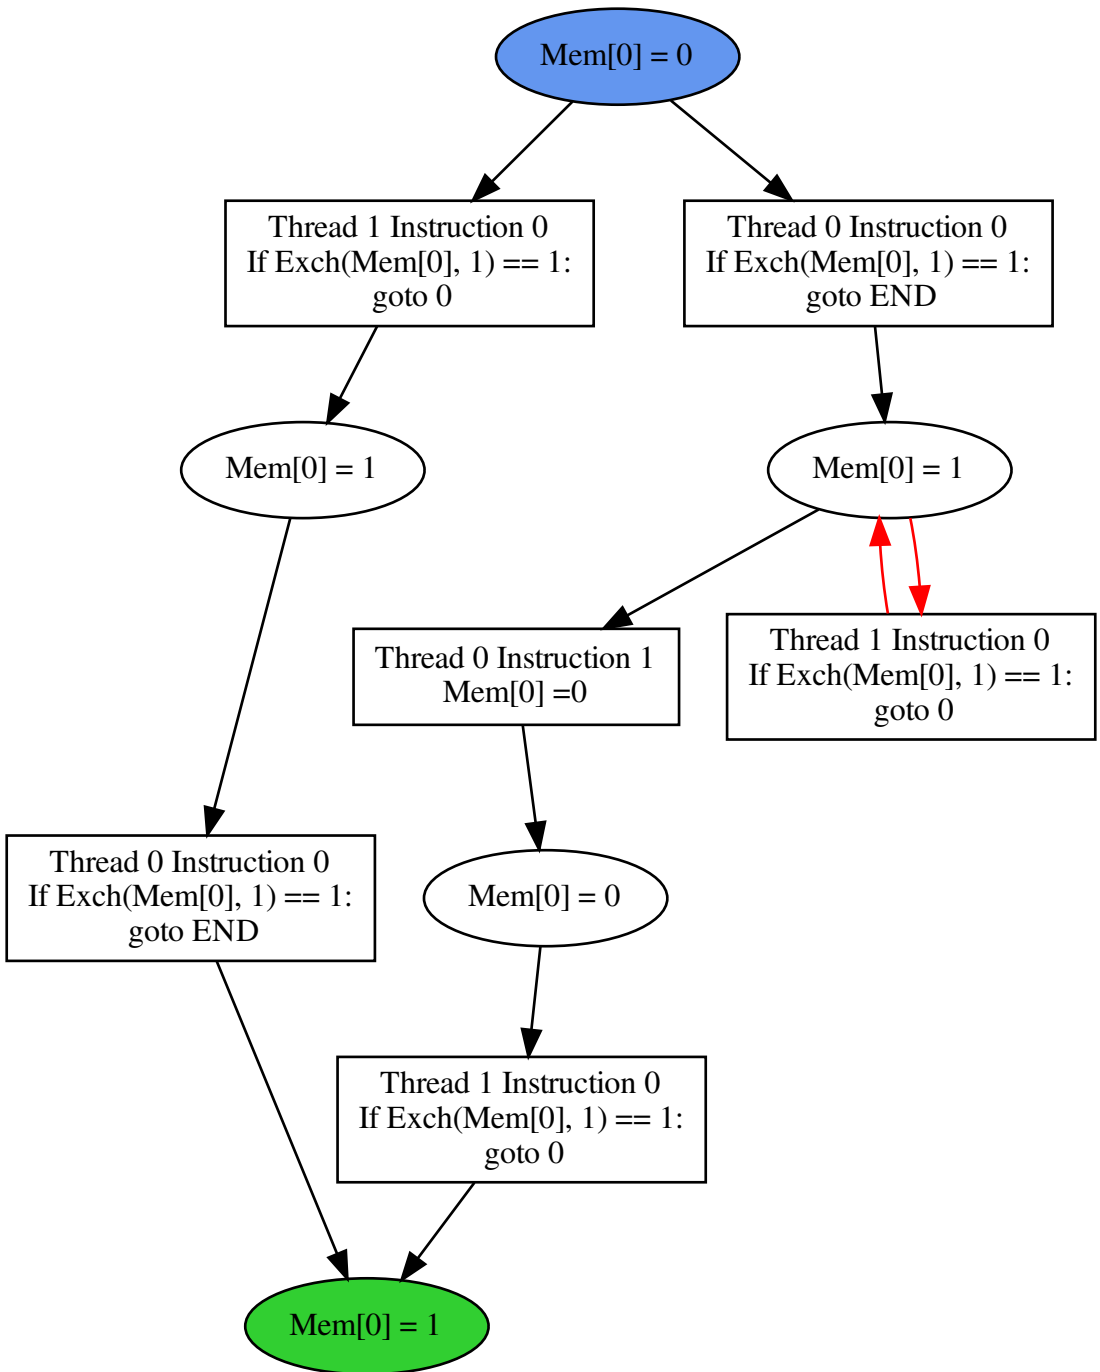 Mem[0] = 0
Thread 1 Instruction 0
If Exch(Mem[0], 1) == 1:
goto 0
Thread 0 Instruction 0
If Exch(Mem[0], 1) == 1:
goto END
Mem[0] = 1
Mem[0] = 1
Thread 0 Instruction 1
Mem[0] =0
Thread 1 Instruction 0
If Exch(Mem[0], 1) == 1:
goto 0
Thread 0 Instruction 0
If Exch(Mem[0], 1) == 1:
goto END
Mem[0] = 0
Thread 1 Instruction 0
If Exch(Mem[0], 1) == 1:
goto 0
Mem[0] = 1